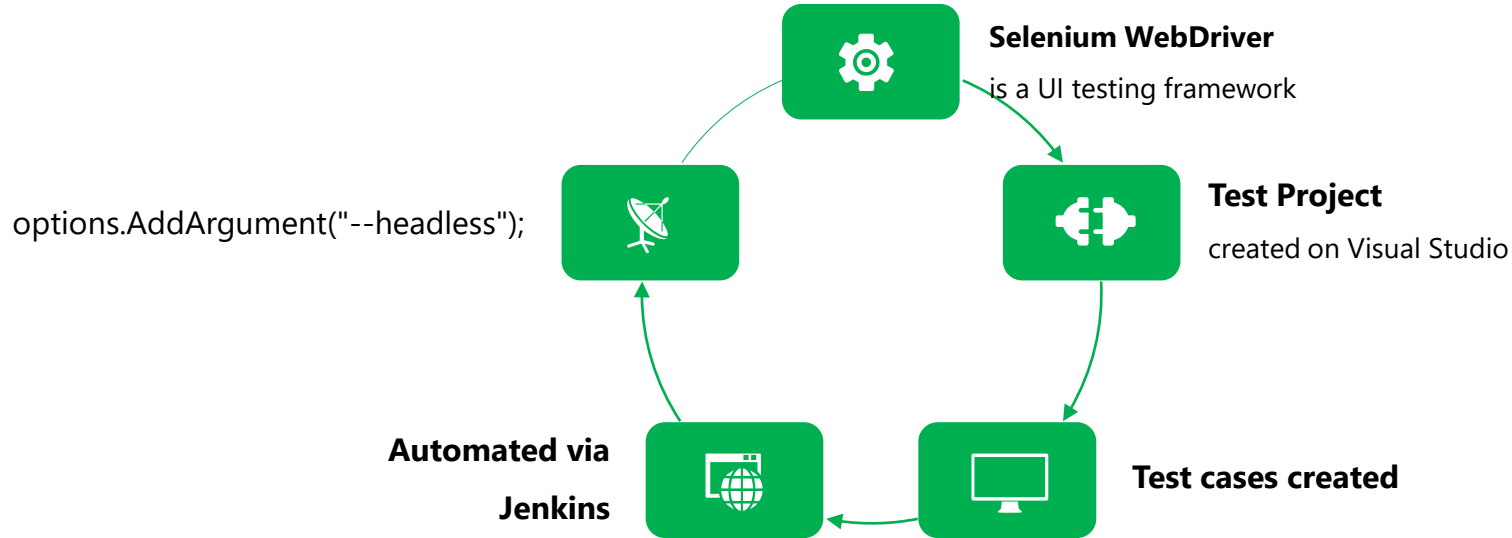 Selenium WebDriver
is a UI testing framework
Test Project
created on Visual Studio
Test cases created
Automated via
Jenkins
options.AddArgument("--headless");